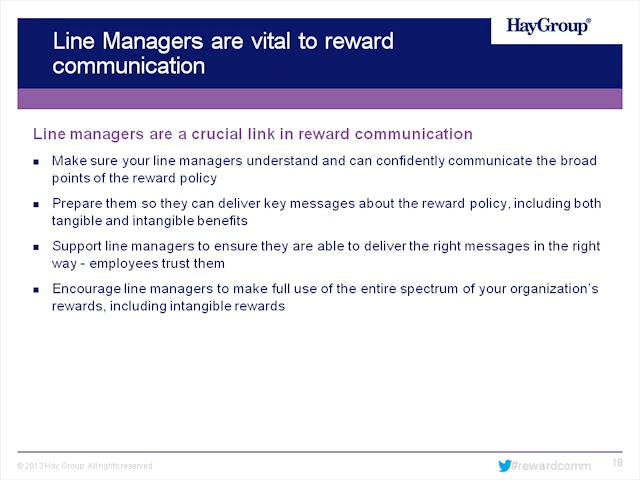 Line Managers are vital to reward
communication
HayGroup®
Line managers are a crucial link in reward communication
Make sure your line managers understand and can confidently communicate the broad
points of the reward policy
Prepare them so they can deliver key messages about the reward policy, including both
tangible and intangible benefits
Support line managers to ensure they are able to deliver the right messages in the right
way - employees trust them
Encourage line managers to make full use of the entire spectrum of your organization's
rewards, including intangible rewards
© 2013 Hay Group. All rights reserved
#rewardcomm
18